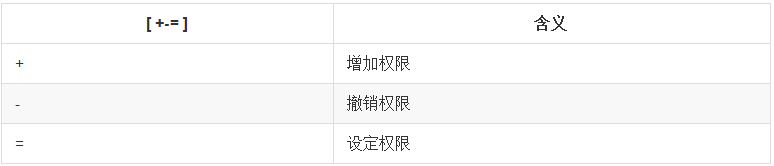 [ +-= ] 含义
+ 增加权限
- 撤销权限
= 设定权限